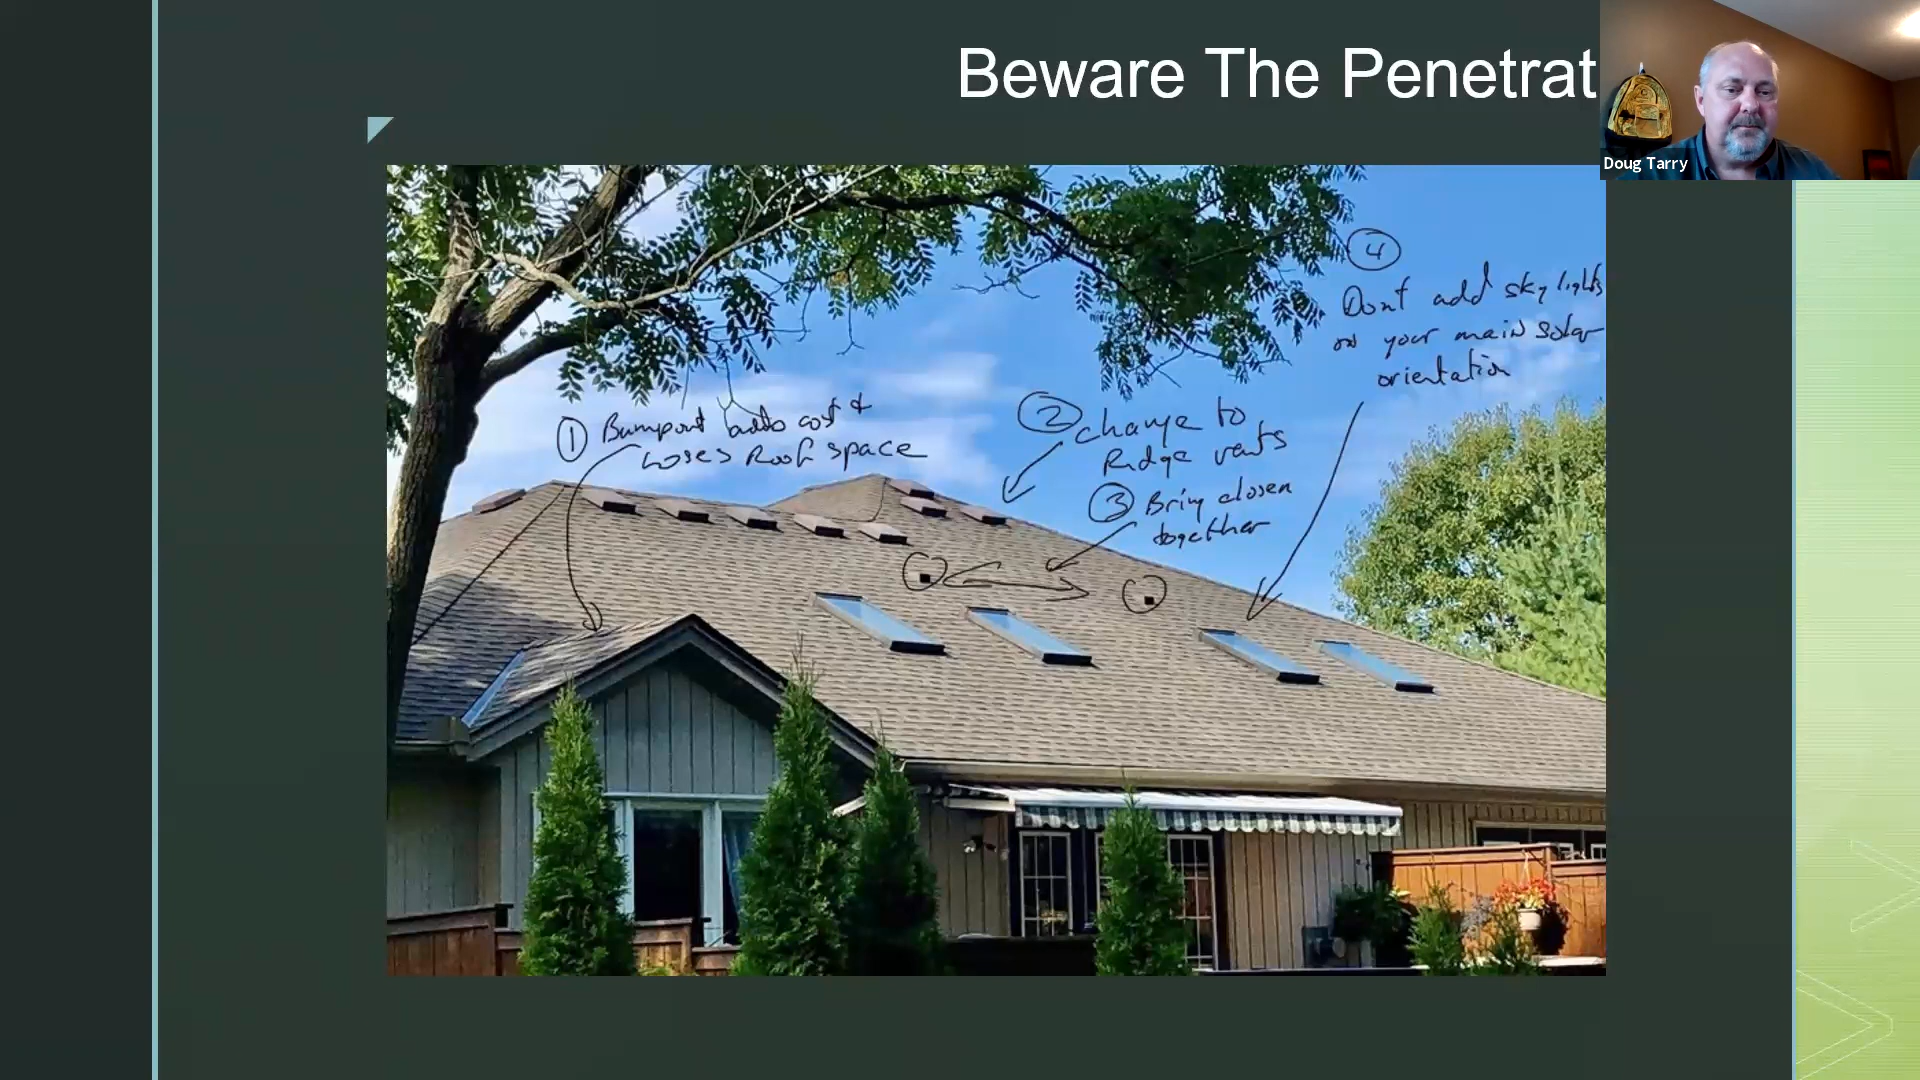 Beware The Penetrat
Doug Tarry
④
Dont add sky lights
on your main solar
orientation
① Bumpout adds cost &
Loses Roof space
② change to
Ridge vents
③ Bring closer
together